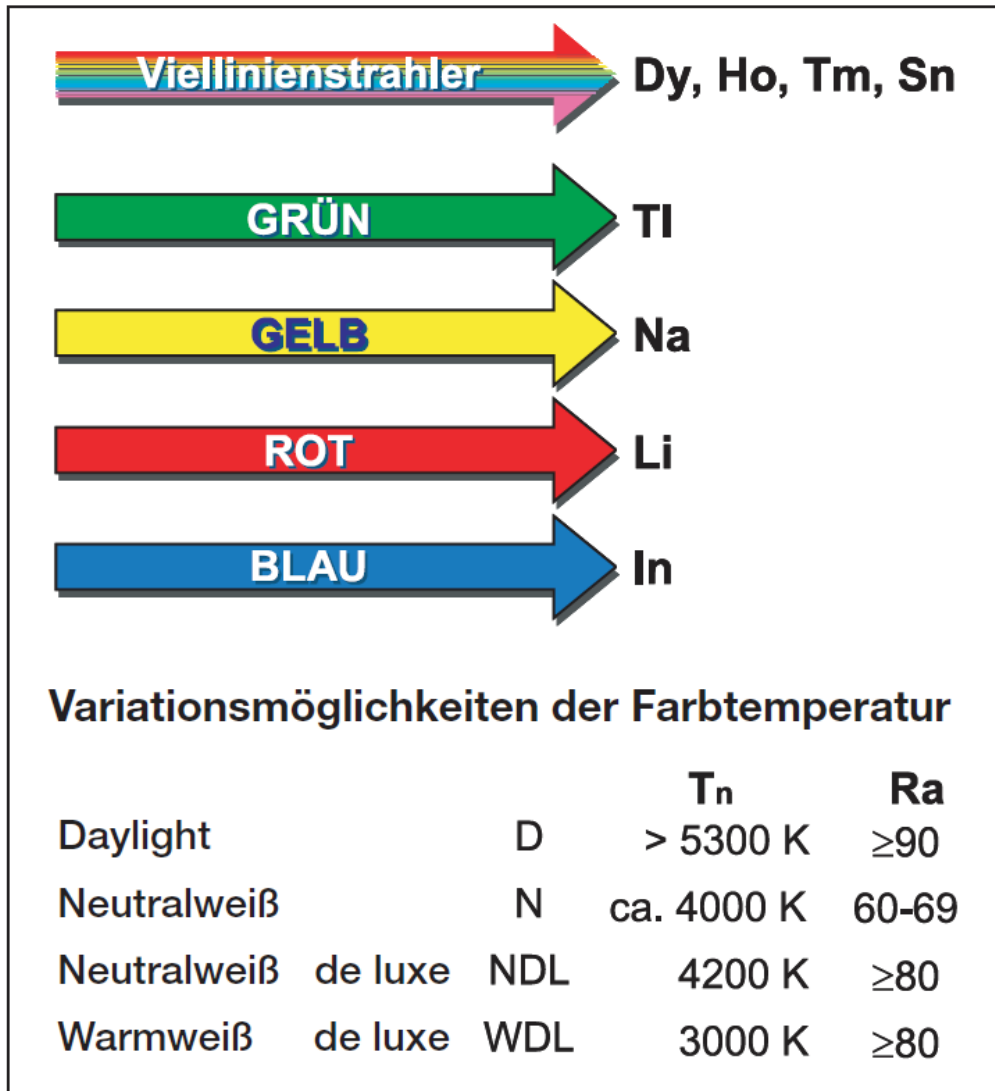 Viellinienstrahler Dy, Ho, Tm, Sn
GRÜN Tl
GELB Na
ROT Li
BLAU In
Variationsmöglichkeiten der Farbtemperatur
Tn Ra
Daylight D > 5300 K ≥90
Neutralweiß N ca. 4000 K 60-69
Neutralweiß de luxe NDL 4200 K ≥80
Warmweiß de luxe WDL 3000 K ≥80